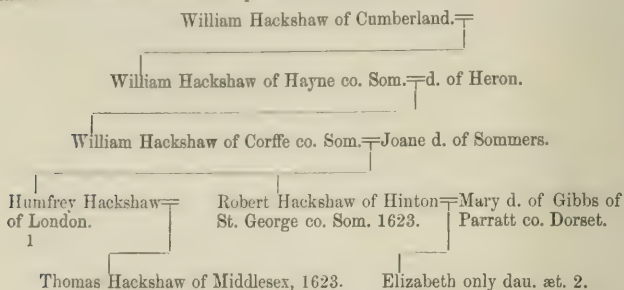 William Hackshaw of Cumberland.
William Hackshaw of Hayne co. Som. d. of Heron.
William Hackshaw of Corffe co. Som. Joane d. of Sommers.
Humfrey Hackshaw Robert Hackshaw of Hinton Mary d. of Gibbs of
of London. St. George co. Som. 1623. Parratt co. Dorset.
1
Thomas Hackshaw of Middlesex, 1623. Elizabeth only dau. æt. 2.